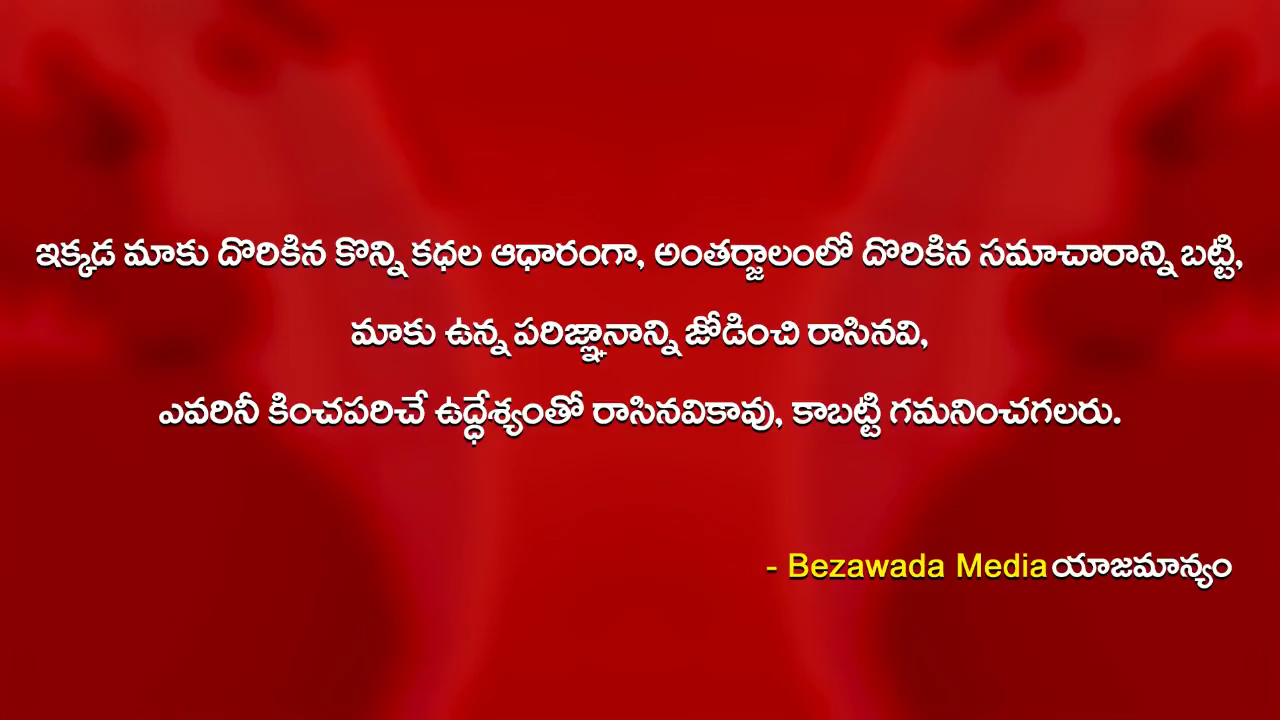 ఇక్కడ మాకు దొరికిన కొన్ని కధల ఆధారంగా, అంతర్జాలంలో దొరికిన సమాచారాన్ని బట్టి,
మాకు ఉన్న పరిజ్ఞానాన్ని జోడించి రాసినవి,
ఎవరినీ కించపరిచే ఉద్ధేశ్యంతో రాసినవికావు, కాబట్టి గమనించగలరు.
- Bezawada Media యాజమాన్యం